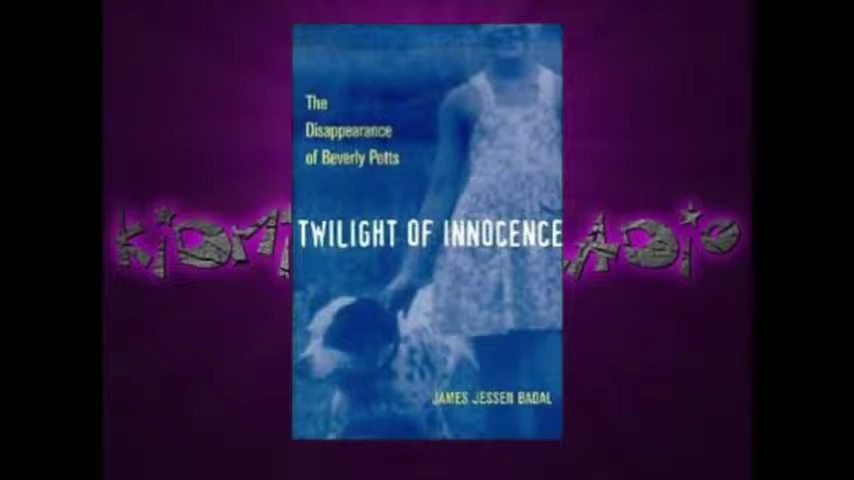 The
Disappearance
of Beverly Potts
TWILIGHT OF INNOCENCE
JAMES JESSEN BADAL